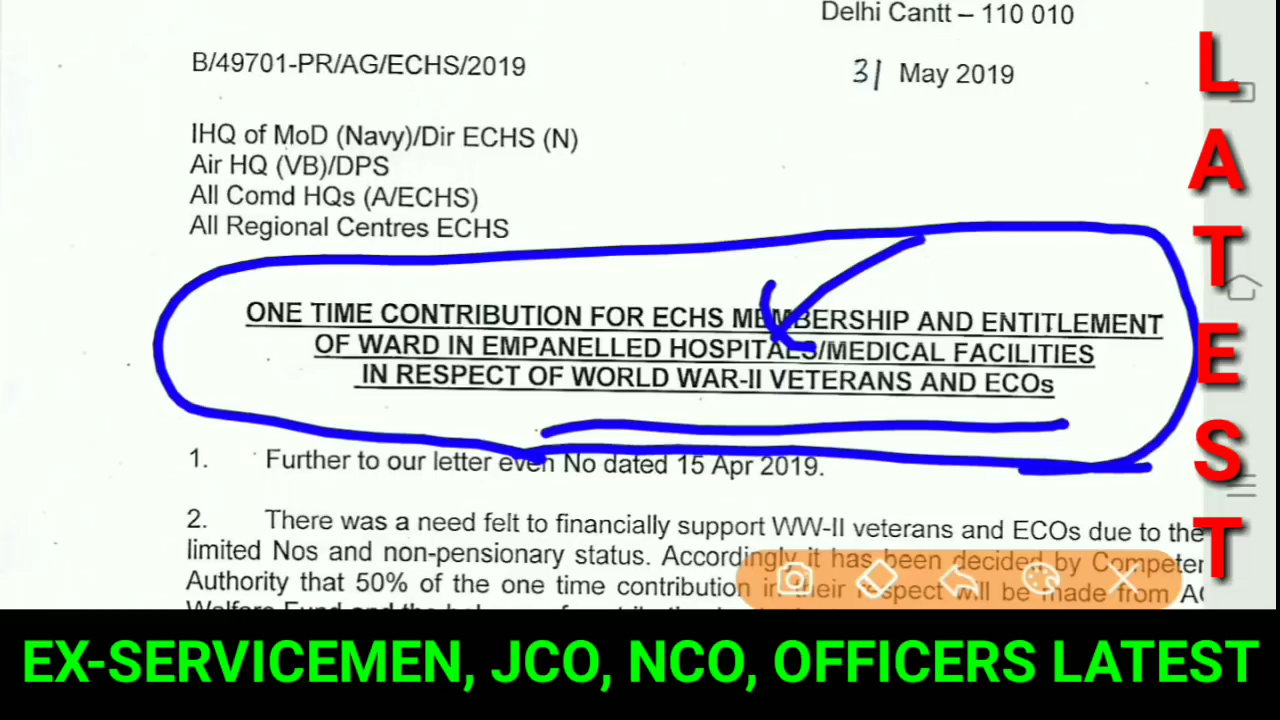 Delhi Cantt – 110 010
B/49701-PR/AG/ECHS/2019
31 May 2019
IHQ of MoD (Navy)/Dir ECHS (N)
Air HQ (VB)/DPS
All Comd HQs (A/ECHS)
All Regional Centres ECHS
ONE TIME CONTRIBUTION FOR ECHS MEMBERSHIP AND ENTITLEMENT
OF WARD IN EMPANELLED HOSPITALS/MEDICAL FACILITIES
IN RESPECT OF WORLD WAR-II VETERANS AND ECOs
1. Further to our letter even No dated 15 Apr 2019.
2. There was a need felt to financially support WW-II veterans and ECOs due to the
limited Nos and non-pensionary status. Accordingly it has been decided by
Authority that 50% of the one time contribution in their respect will be made from
LATEST
EX-SERVICEMEN, JCO, NCO, OFFICERS LATEST